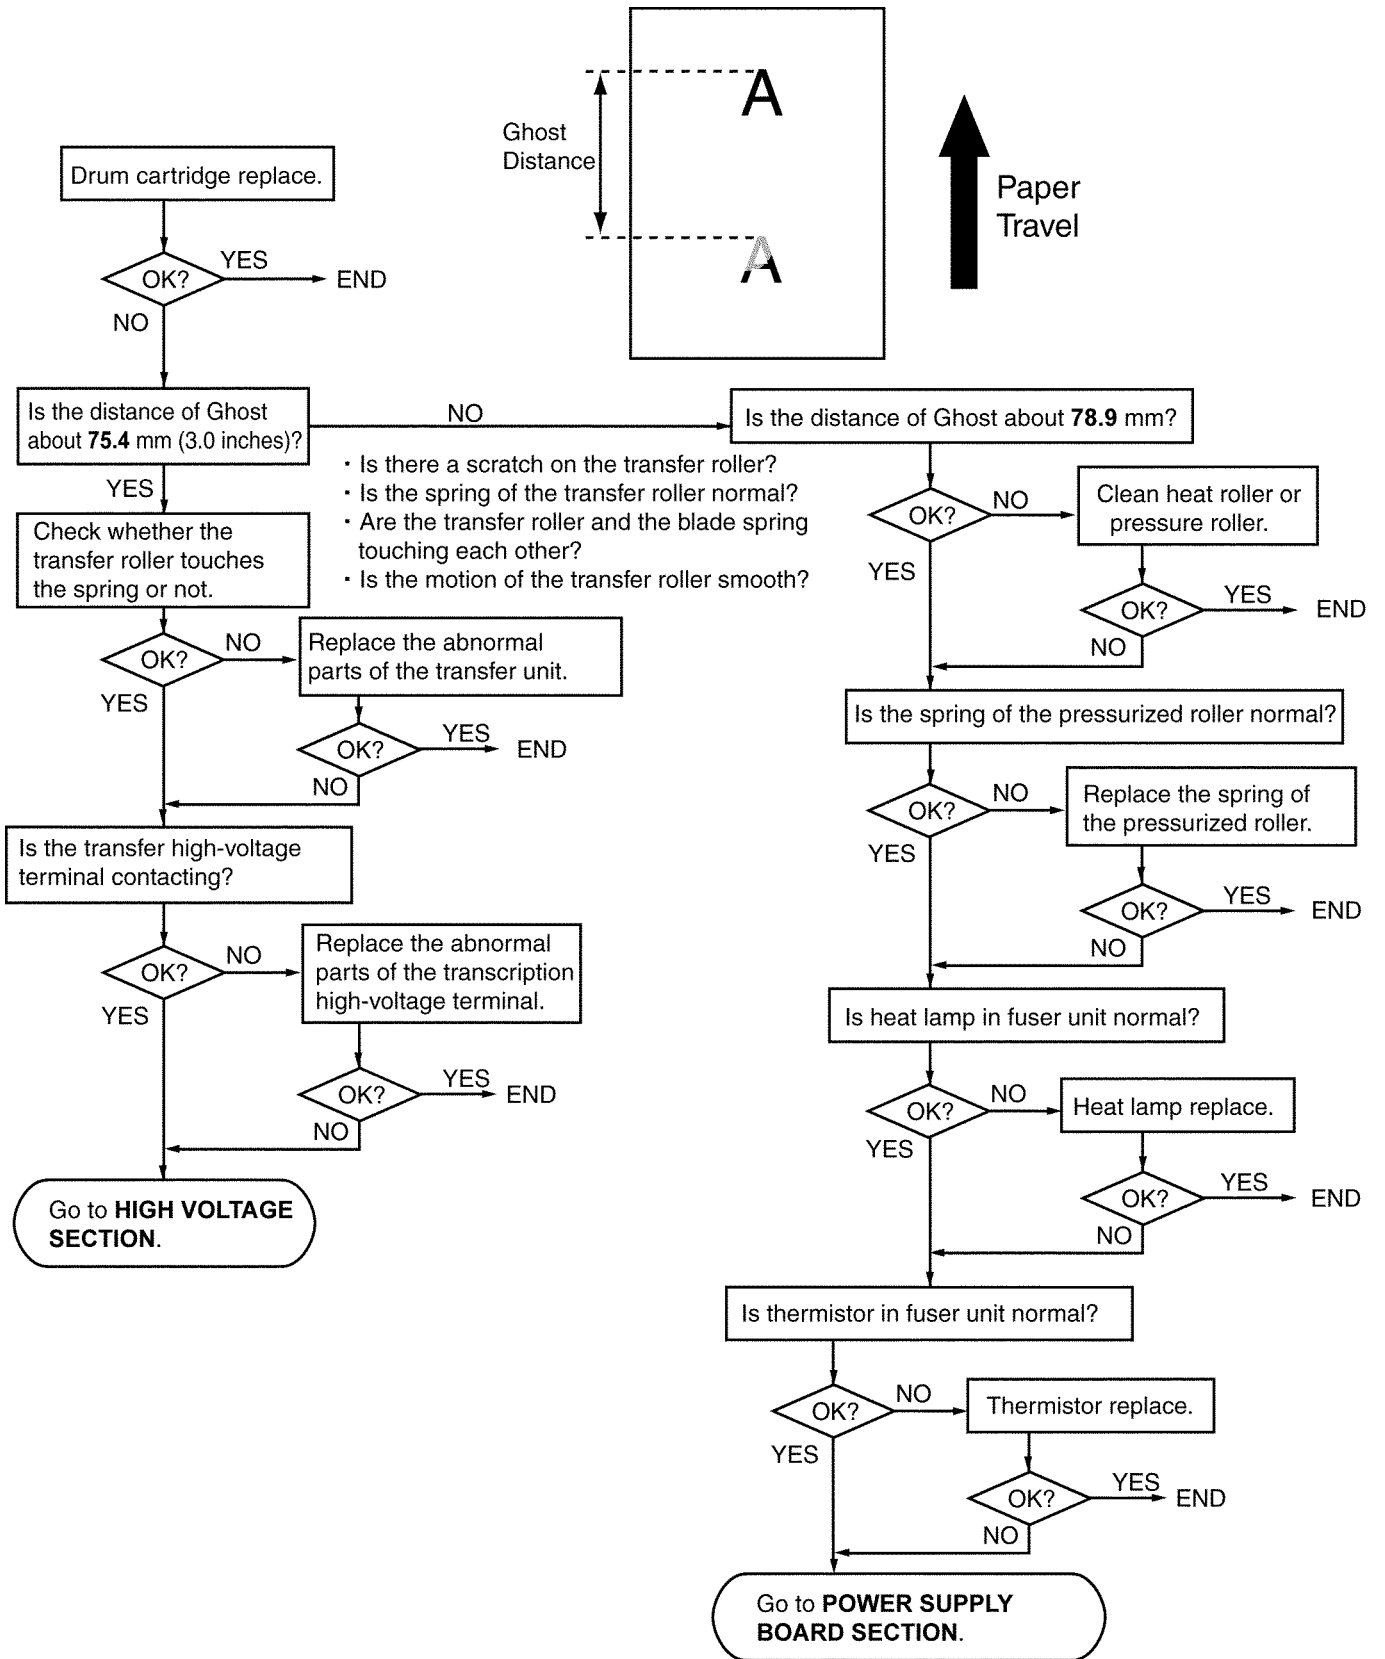 A
Ghost
Distance
A
Paper
Travel
Drum cartridge replace.
OK?
YES
END
NO
Is the distance of Ghost
about 75.4 mm (3.0 inches)?
NO
YES
Check whether the
transfer roller touches
the spring or not.
· Is there a scratch on the transfer roller?
· Is the spring of the transfer roller normal?
· Are the transfer roller and the blade spring
touching each other?
· Is the motion of the transfer roller smooth?
OK?
NO
Replace the abnormal
parts of the transfer unit.
YES
OK?
YES
END
NO
Is the transfer high-voltage
terminal contacting?
OK?
NO
Replace the abnormal
parts of the transcription
high-voltage terminal.
YES
OK?
YES
END
NO
Go to HIGH VOLTAGE
SECTION.
Is the distance of Ghost about 78.9 mm?
OK?
NO
Clean heat roller or
pressure roller.
YES
OK?
YES
END
NO
Is the spring of the pressurized roller normal?
OK?
NO
Replace the spring of
the pressurized roller.
YES
OK?
YES
END
NO
Is heat lamp in fuser unit normal?
OK?
NO
Heat lamp replace.
YES
OK?
YES
END
NO
Is thermistor in fuser unit normal?
OK?
NO
Thermistor replace.
YES
OK?
YES
END
NO
Go to POWER SUPPLY
BOARD SECTION.